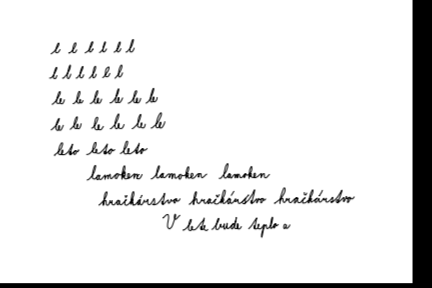 l l l l l l
l l l l l l
le le le le le le
le le le le le le
leto leto leto
lamoken lamoken lamoken
hračkárstvo hračkárstvo hračkárstvo
V lete bude teplo a